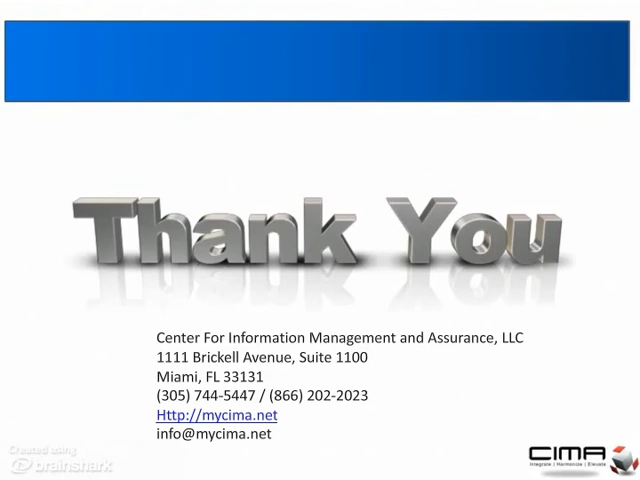 Thank You
Center For Information Management and Assurance, LLC
1111 Brickell Avenue, Suite 1100
Miami, FL 33131
(305) 744-5447 / (866) 202-2023
Http://mycima.net
info@mycima.net
Created using
brainshark
CIMA
Integrate | Harmonize | Elevate